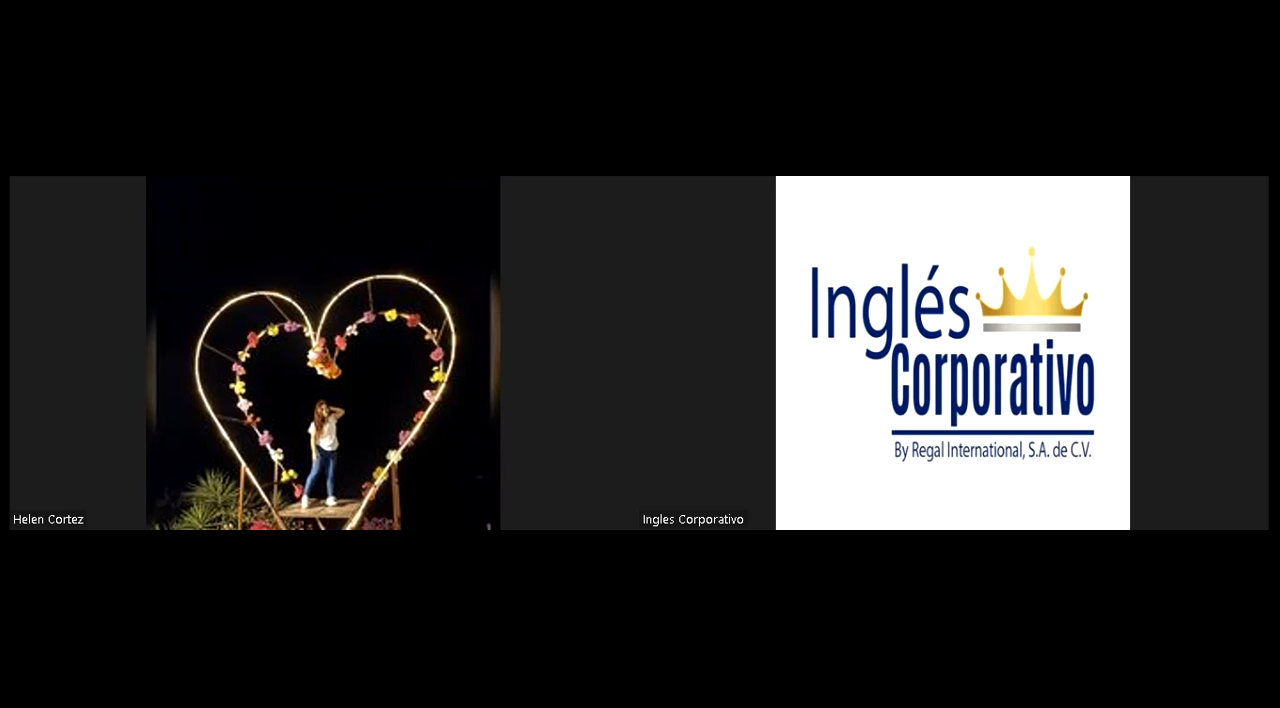 Inglés
Corporativo
By Regal International, S.A. de C.V.
Helen Cortez
Ingles Corporativo